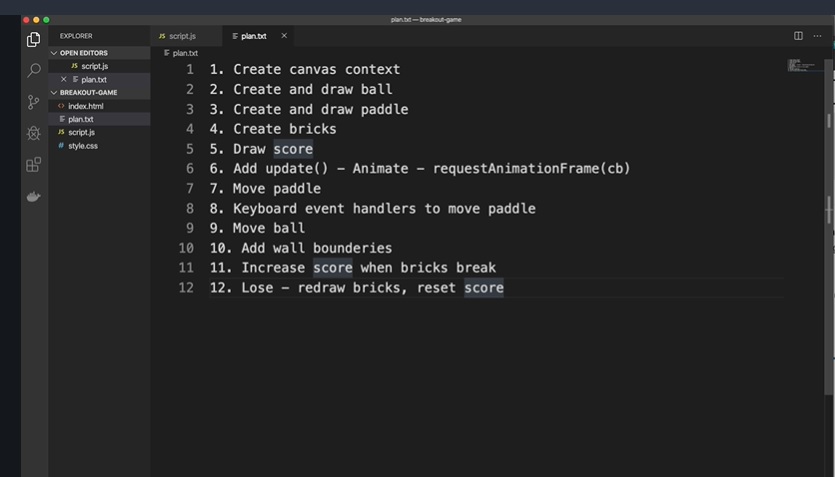 plan.txt — breakout-game
EXPLORER
OPEN EDITORS
JS script.js
plan.txt
BREAKOUT-GAME
<> index.html
plan.txt
JS script.js
# style.css
JS script.js
plan.txt
plan.txt
1 1. Create canvas context
2 2. Create and draw ball
3 3. Create and draw paddle
4 4. Create bricks
5 5. Draw score
6 6. Add update() - Animate - requestAnimationFrame(cb)
7 7. Move paddle
8 8. Keyboard event handlers to move paddle
9 9. Move ball
10 10. Add wall bounderies
11 11. Increase score when bricks break
12 12. Lose - redraw bricks, reset score